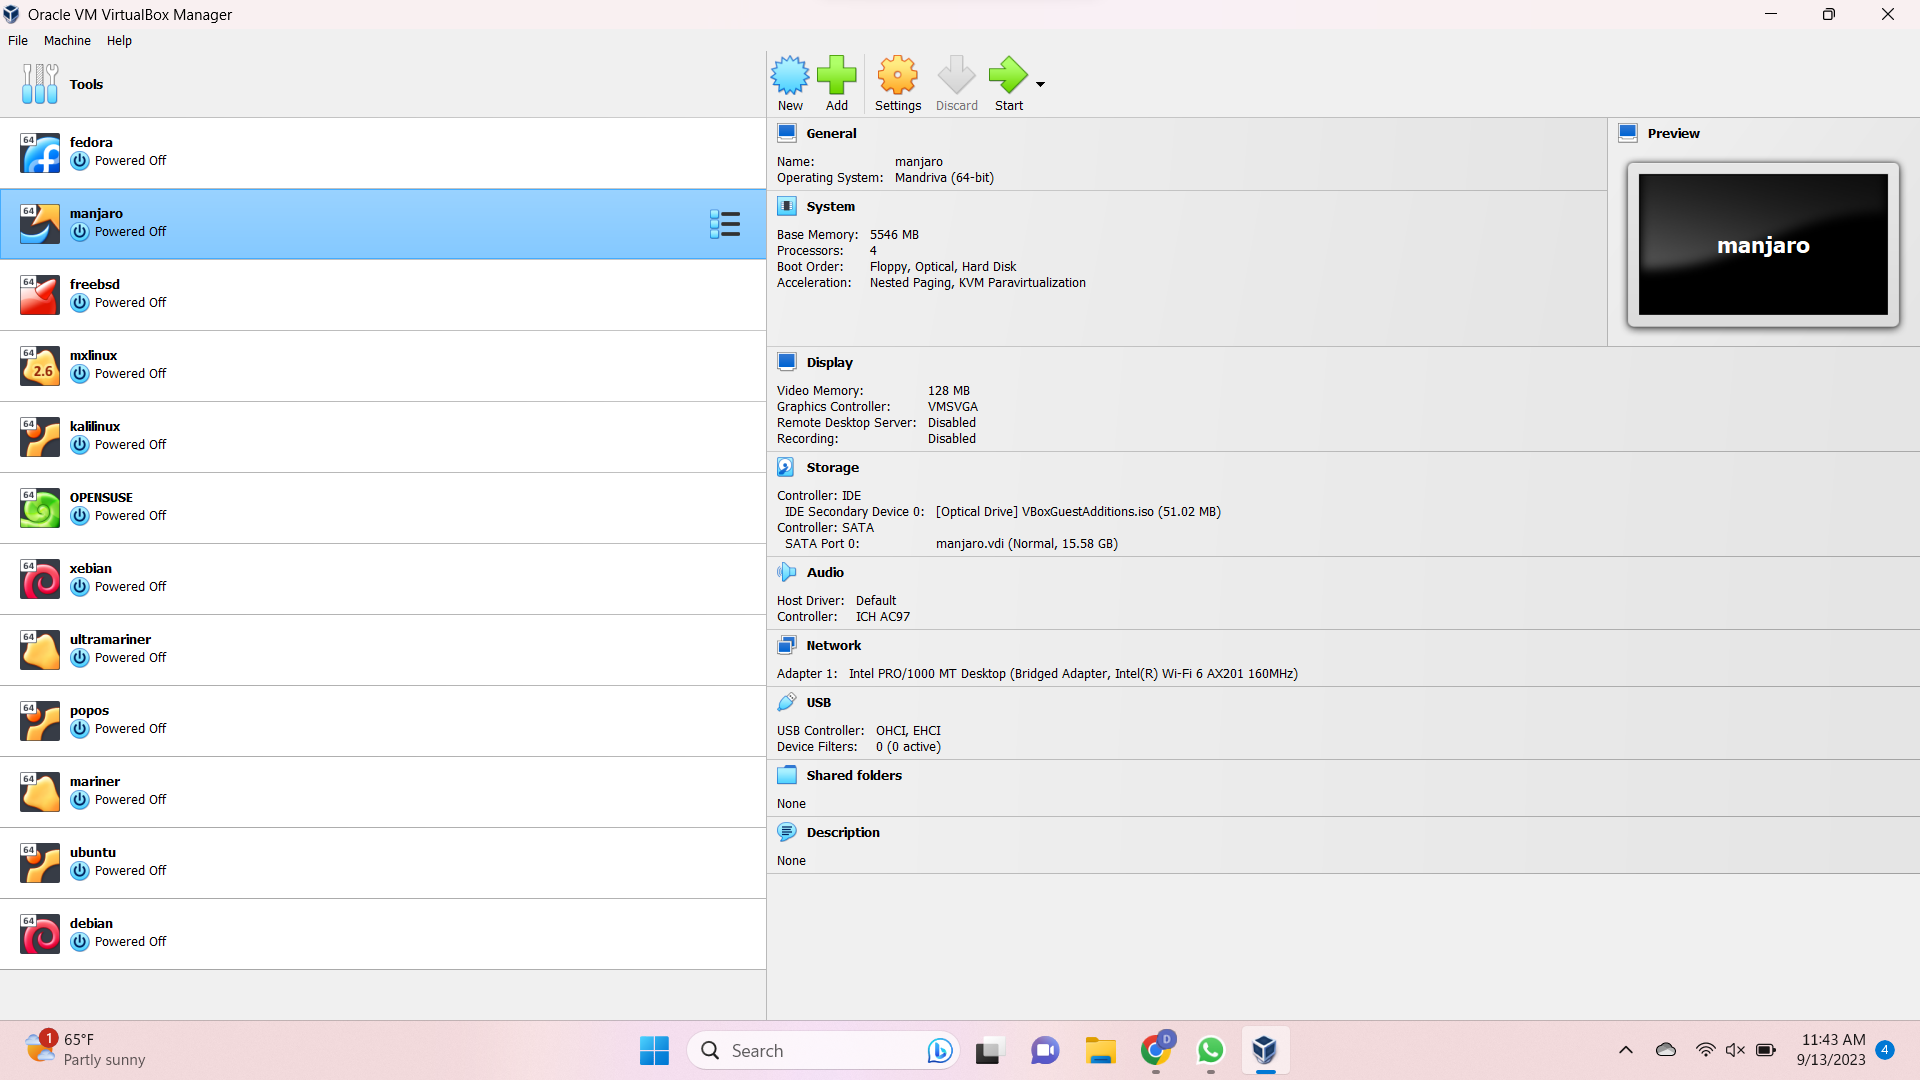 Oracle VM VirtualBox Manager
File Machine Help
Tools
64
fedora
Powered Off
64
manjaro
Powered Off
64
freebsd
Powered Off
64
2.6
mxlinux
Powered Off
64
kalilinux
Powered Off
64
OPENSUSE
Powered Off
64
xebian
Powered Off
64
ultramariner
Powered Off
64
popos
Powered Off
64
mariner
Powered Off
64
ubuntu
Powered Off
64
debian
Powered Off
New Add Settings Discard Start
General
Name: manjaro
Operating System: Mandriva (64-bit)
System
Base Memory: 5546 MB
Processors: 4
Boot Order: Floppy, Optical, Hard Disk
Acceleration: Nested Paging, KVM Paravirtualization
Preview
manjaro
Display
Video Memory: 128 MB
Graphics Controller: VMSVGA
Remote Desktop Server: Disabled
Recording: Disabled
Storage
Controller: IDE
IDE Secondary Device 0: [Optical Drive] VBoxGuestAdditions.iso (51.02 MB)
Controller: SATA
SATA Port 0: manjaro.vdi (Normal, 15.58 GB)
Audio
Host Driver: Default
Controller: ICH AC97
Network
Adapter 1: Intel PRO/1000 MT Desktop (Bridged Adapter, Intel(R) Wi-Fi 6 AX201 160MHz)
USB
USB Controller: OHCI, EHCI
Device Filters: 0 (0 active)
Shared folders
None
Description
None
1
65°F
Partly sunny
Search
D
11:43 AM
9/13/2023
4